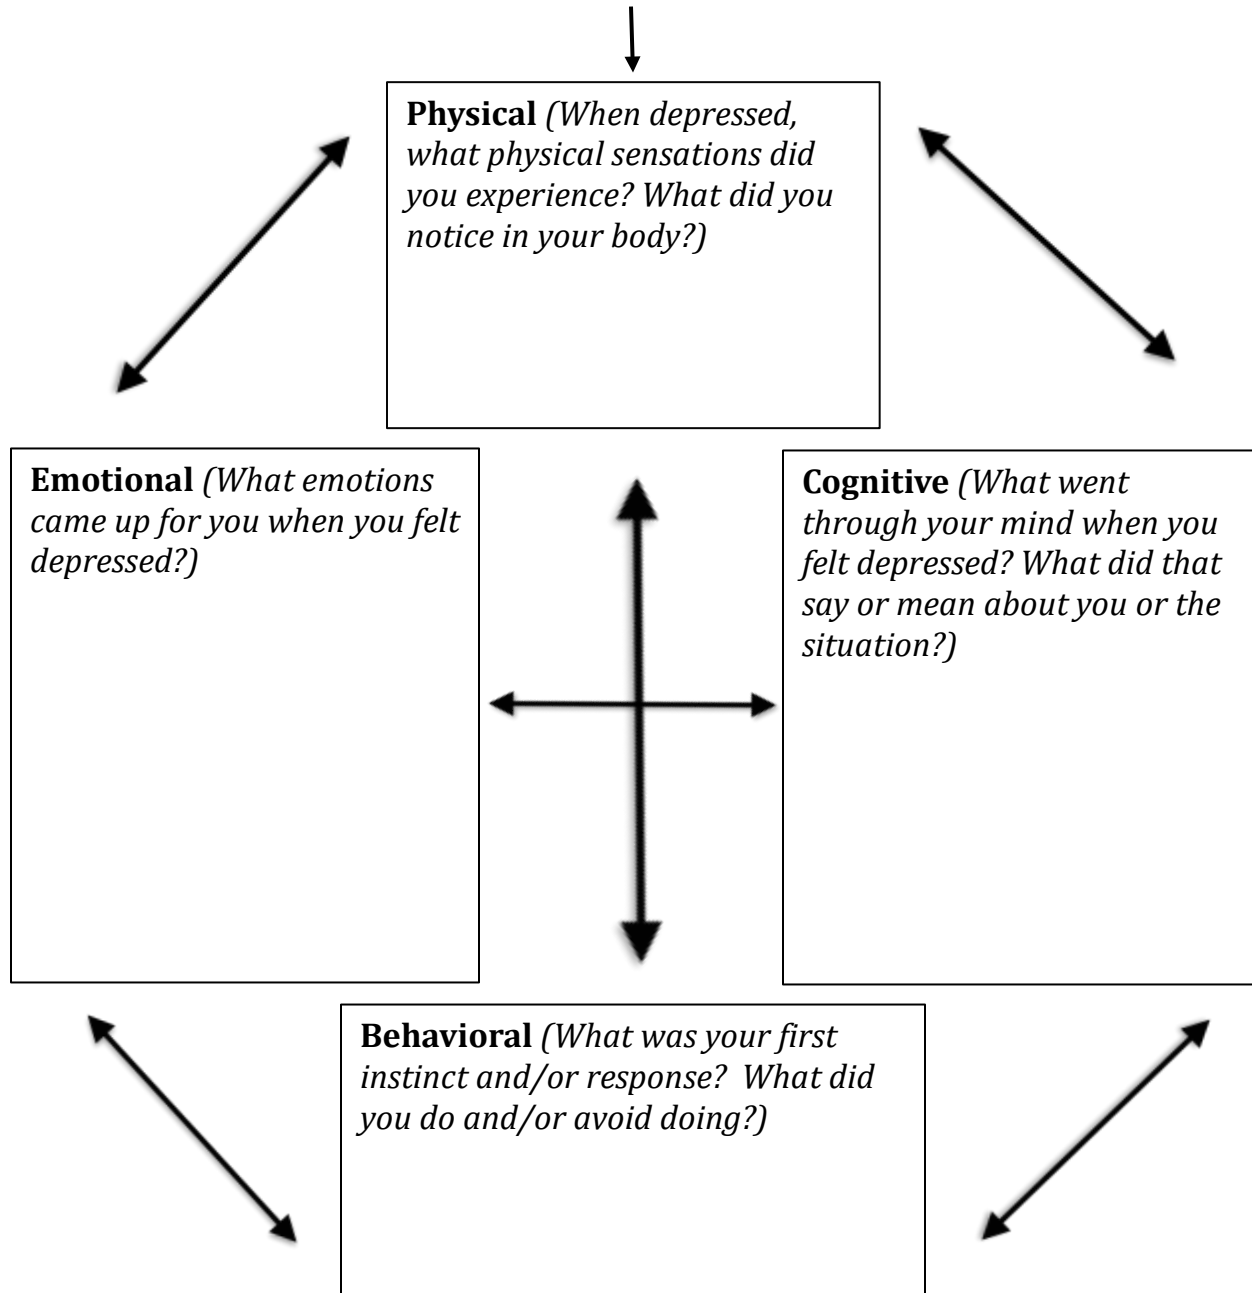 Physical (When depressed,
what physical sensations did
you experience? What did you
notice in your body?)
Emotional (What emotions
came up for you when you felt
depressed?)
Cognitive (What went
through your mind when you
felt depressed? What did that
say or mean about you or the
situation?)
Behavioral (What was your first
instinct and/or response?  What did
you do and/or avoid doing?)